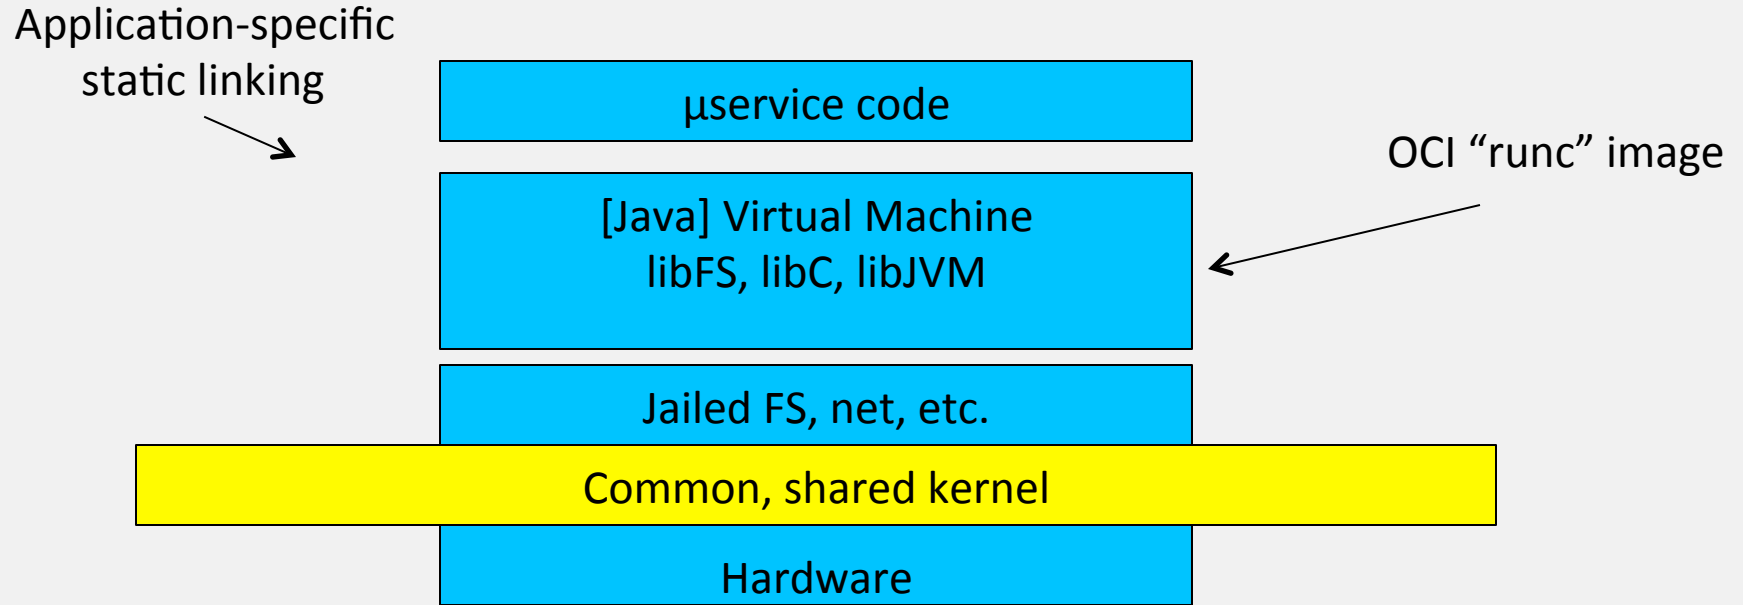 Application-specific
static linking
μservice code
OCI “runc” image
[Java] Virtual Machine
libFS, libC, libJVM
Jailed FS, net, etc.
Common, shared kernel
Hardware